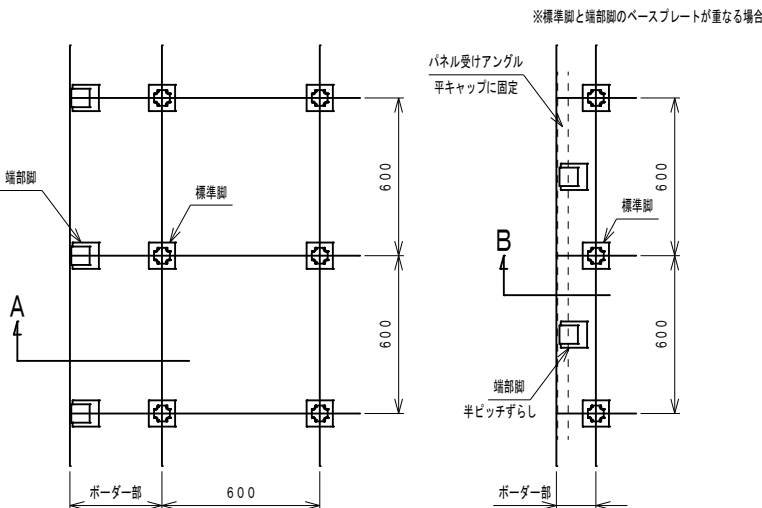 ※標準脚と端部脚のベースプレートが重なる場合
パネル受けアングル
平キャップに固定
端部脚
標準脚
600
600
A
ボーダー部
600
標準脚
600
600
B
端部脚
半ピッチずらし
ボーダー部